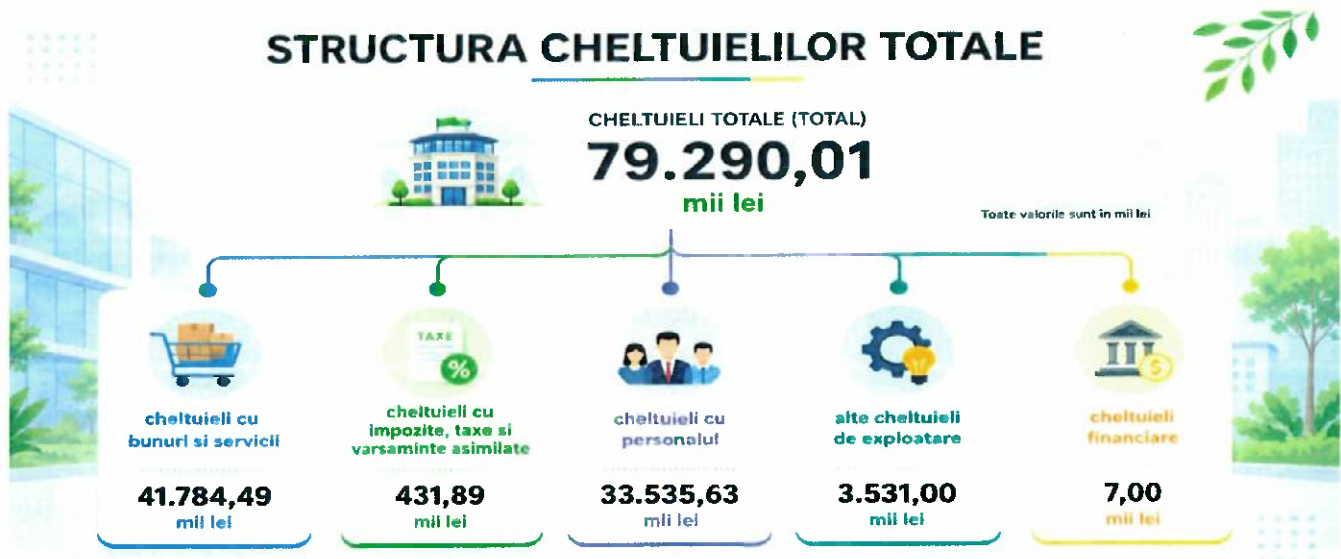 STRUCTURA CHELTUIELILOR TOTALE
CHELTUIELI TOTALE (TOTAL)
79.290,01
mii lei
Toate valorile sunt în mii lei
TAXE
%
$
cheltuieli cu
bunuri si servicii
41.784,49
mii lei
cheltuieli cu
impozite, taxe si
varsaminte asimilate
431,89
mii lei
cheltuieli cu
personalul
33.535,63
mii lei
alte cheltuieli
de exploatare
3.531,00
mii lei
cheltuieli
financiare
7,00
mii lei